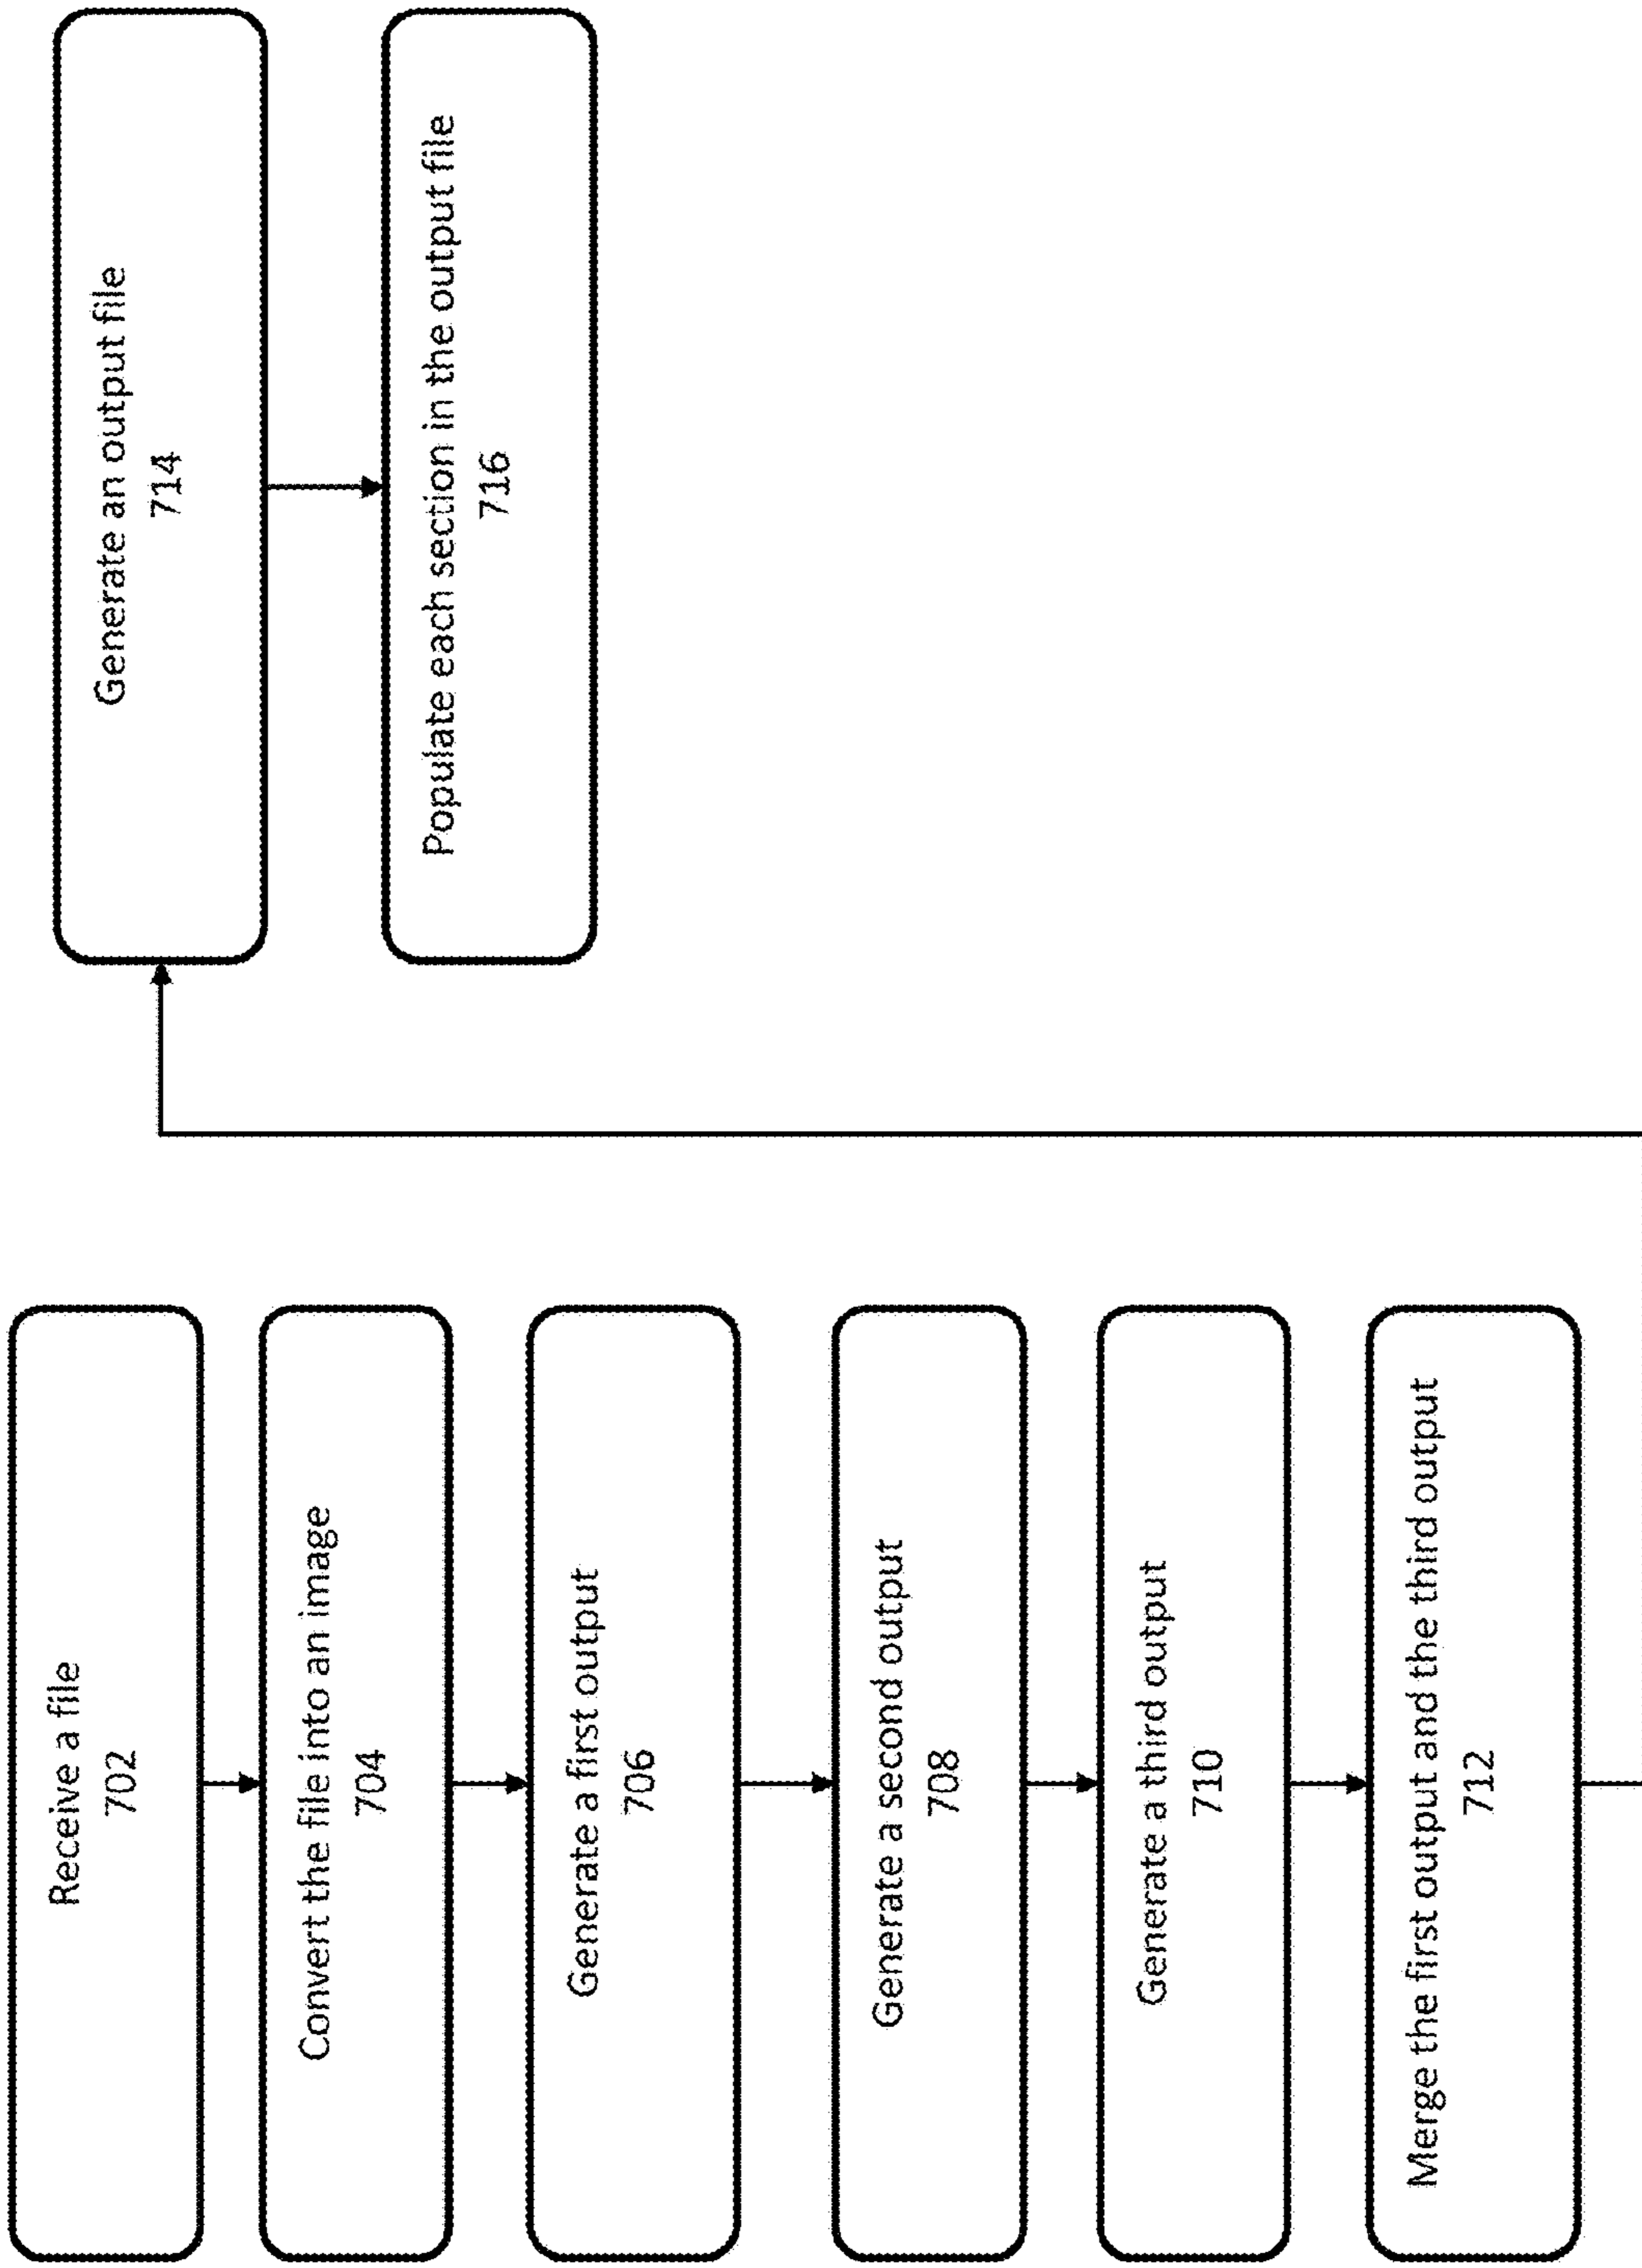 Receive a file
702
Convert the file into an image
704
Generate a first output
706
Generate a second output
708
Generate a third output
710
Merge the first output and the third output
712
Generate an output file
714
Populate each section in the output file
716